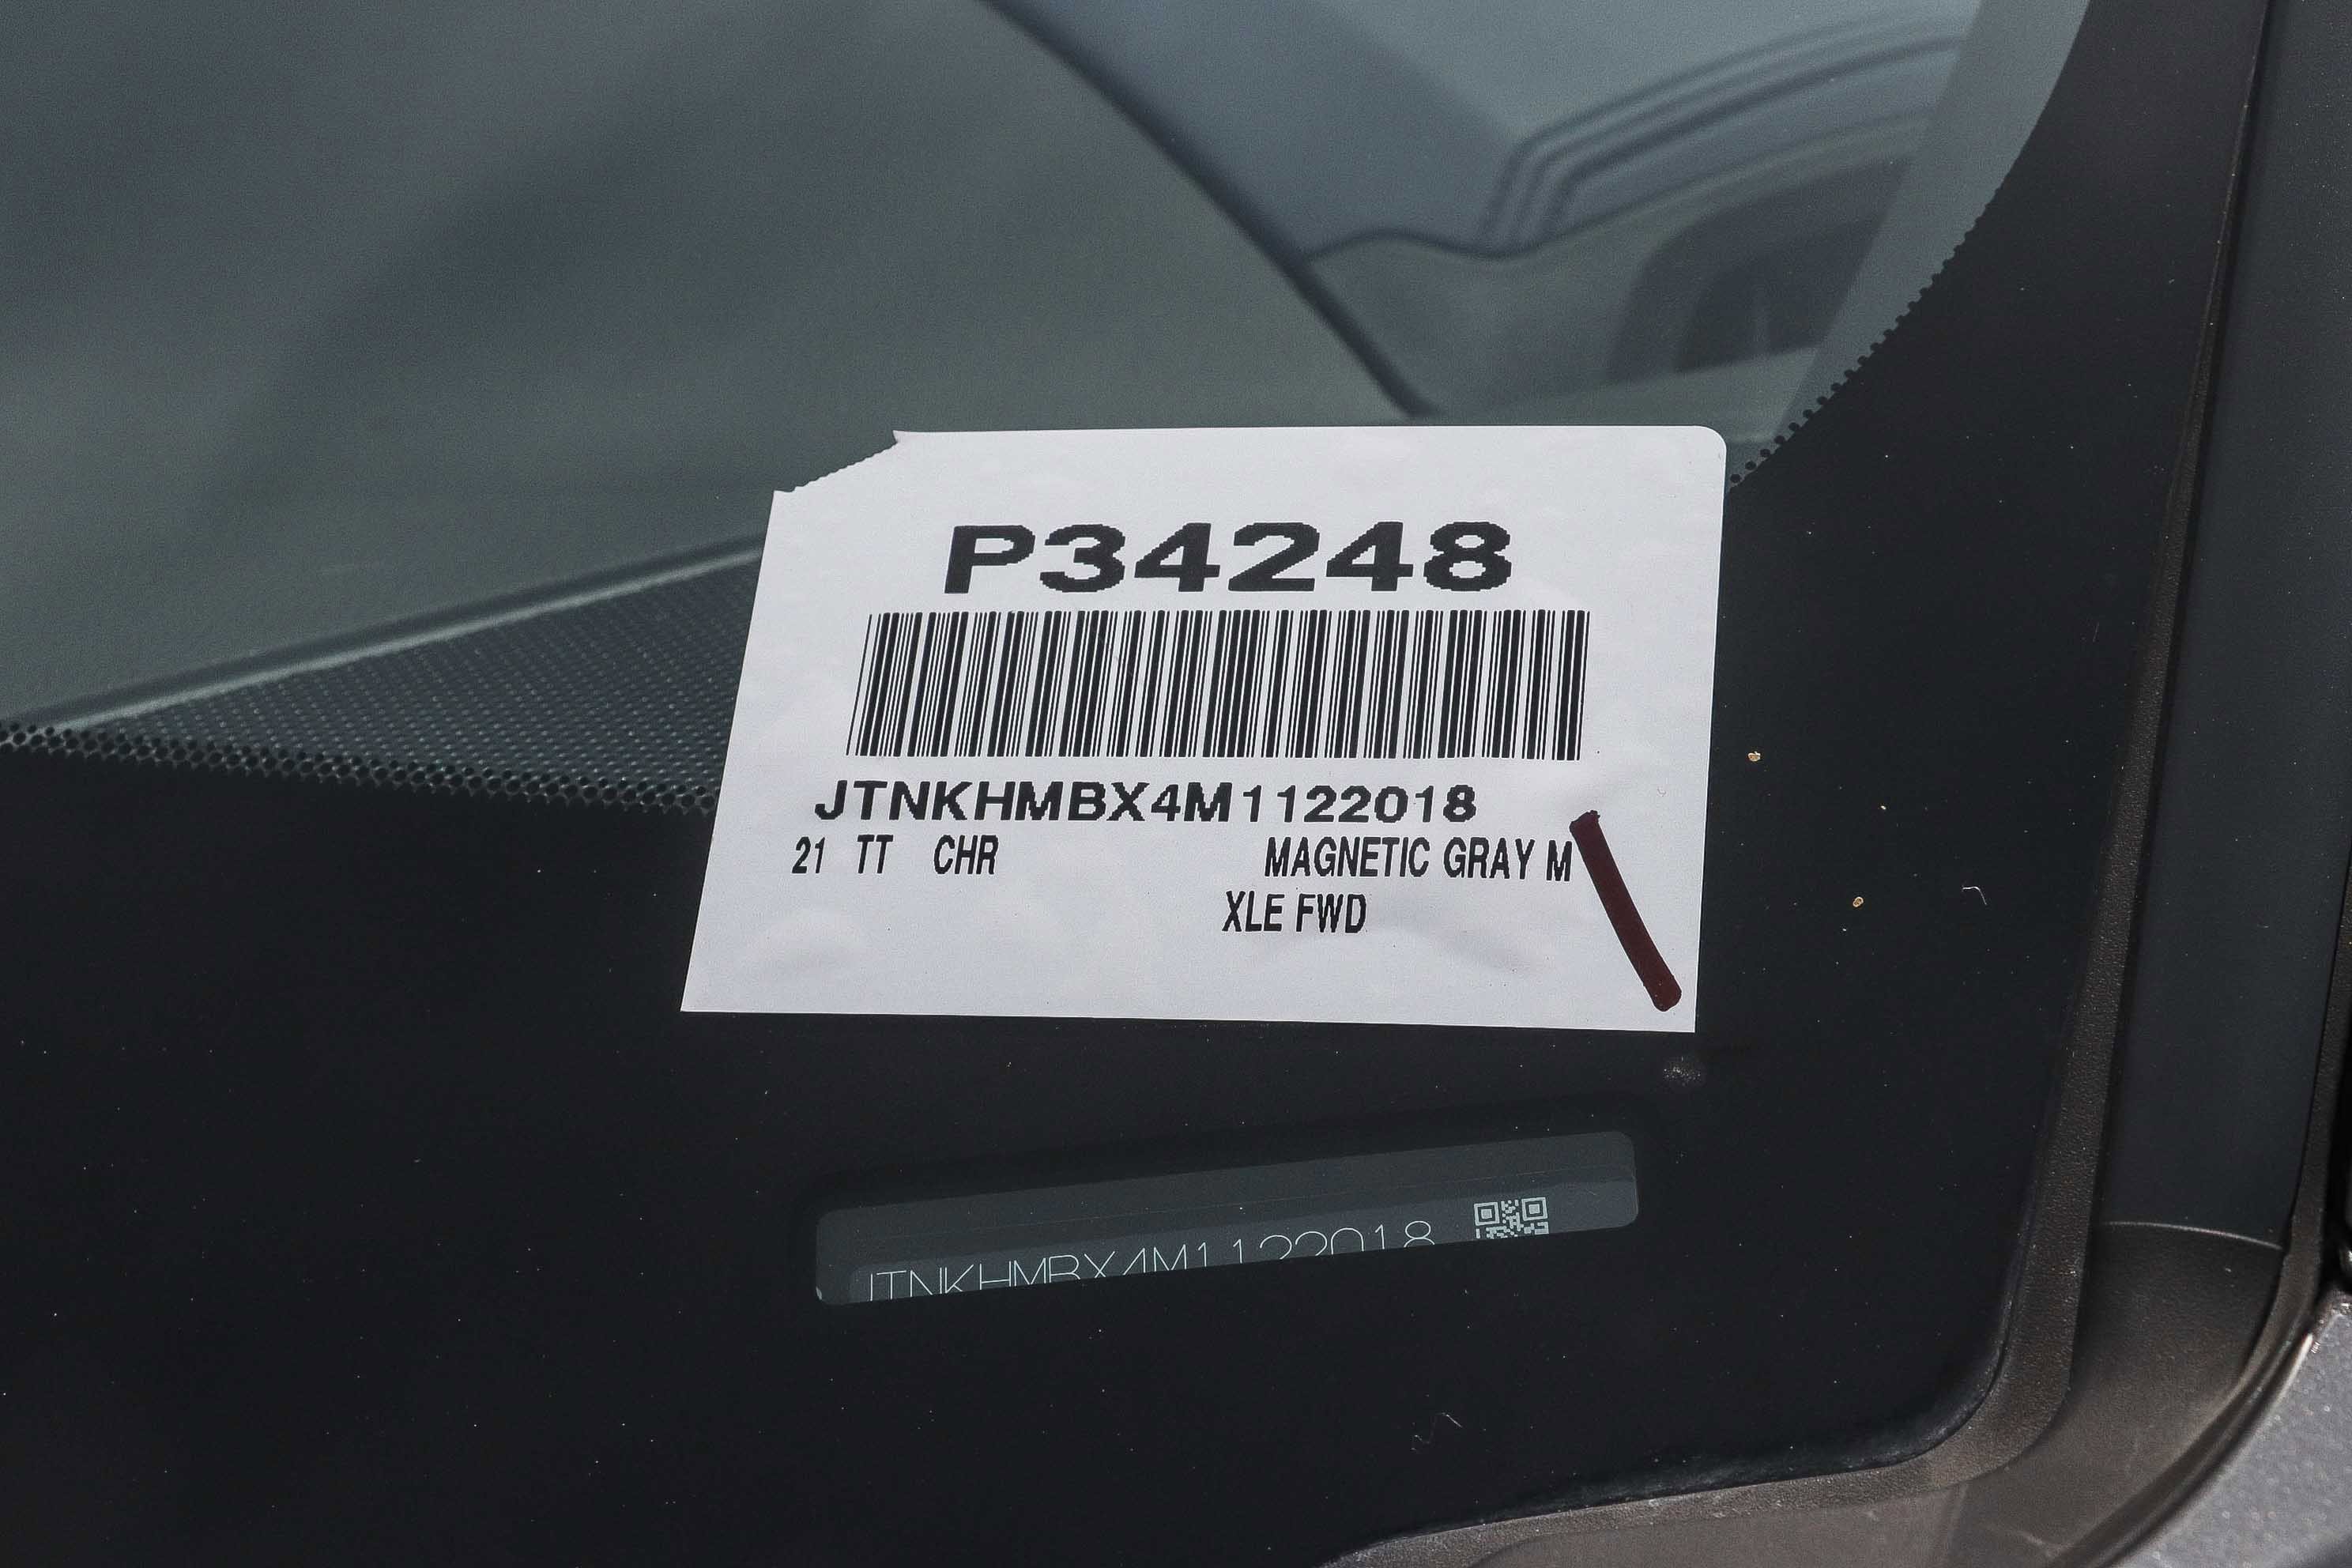 P34248
JTNKHMBX4M1122018
21 TT CHR MAGNETIC GRAY M
XLE FWD
JTNKHMBX4M1122018